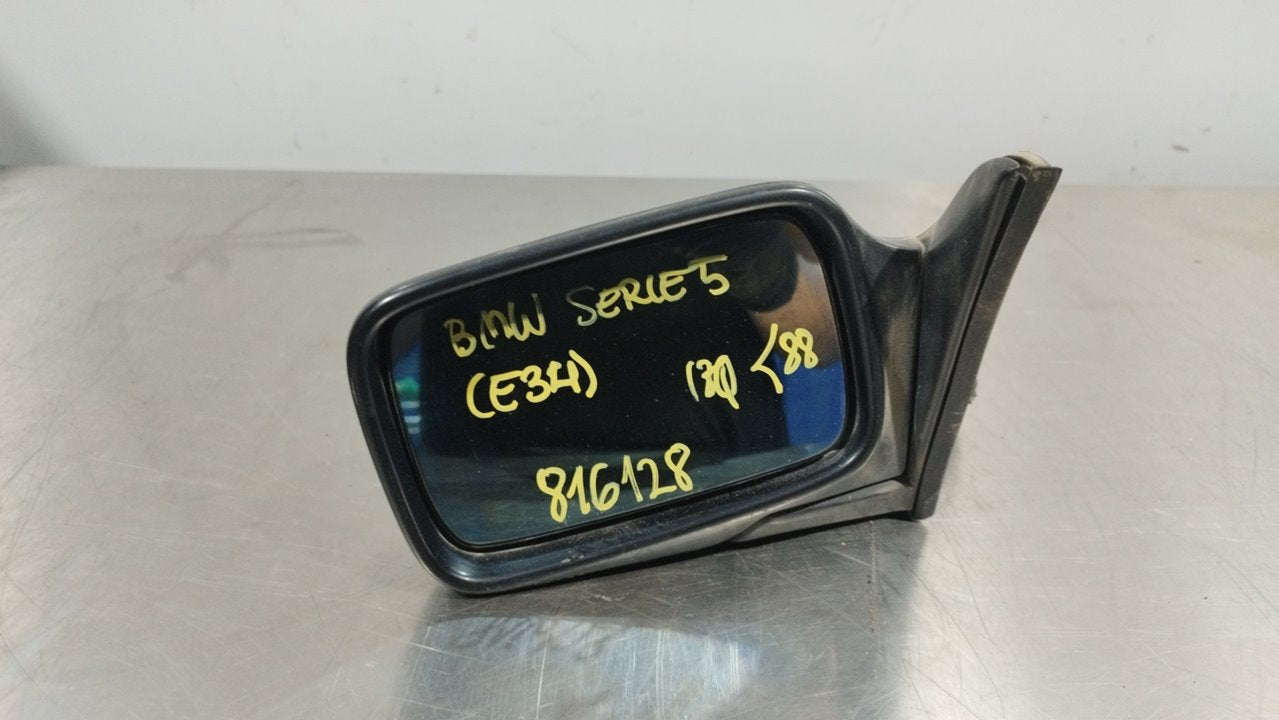 BMW SERIE 5
(E34) <88
816128